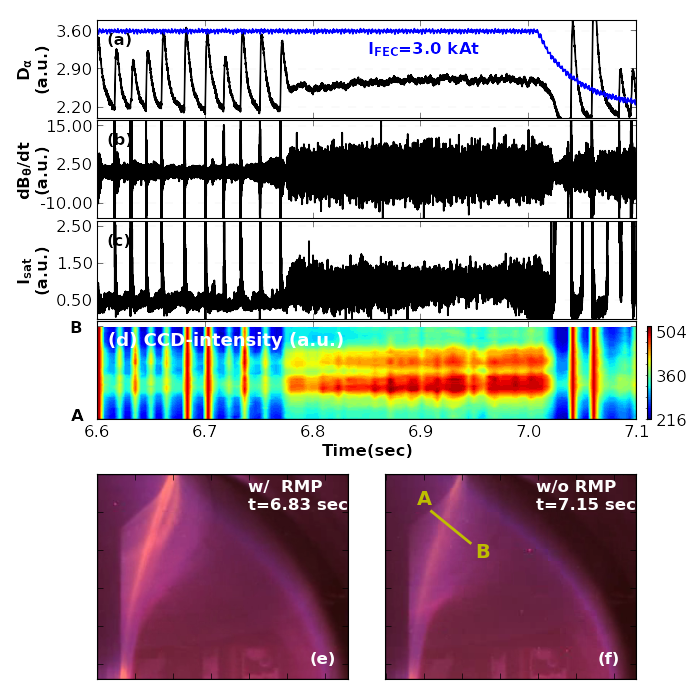 3.60
2.90
2.20
Dα
(a.u.)
(a)
I_FEC=3.0 kAt
15.00
2.50
-10.00
dBθ/dt
(a.u.)
(b)
2.50
1.50
0.50
I_sat
(a.u.)
(c)
B
A
(d) CCD-intensity (a.u.)
504
360
216
6.6 6.7 6.8 6.9 7.0 7.1
Time(sec)
w/ RMP
t=6.83 sec
(e)
w/o RMP
t=7.15 sec
A
B
(f)